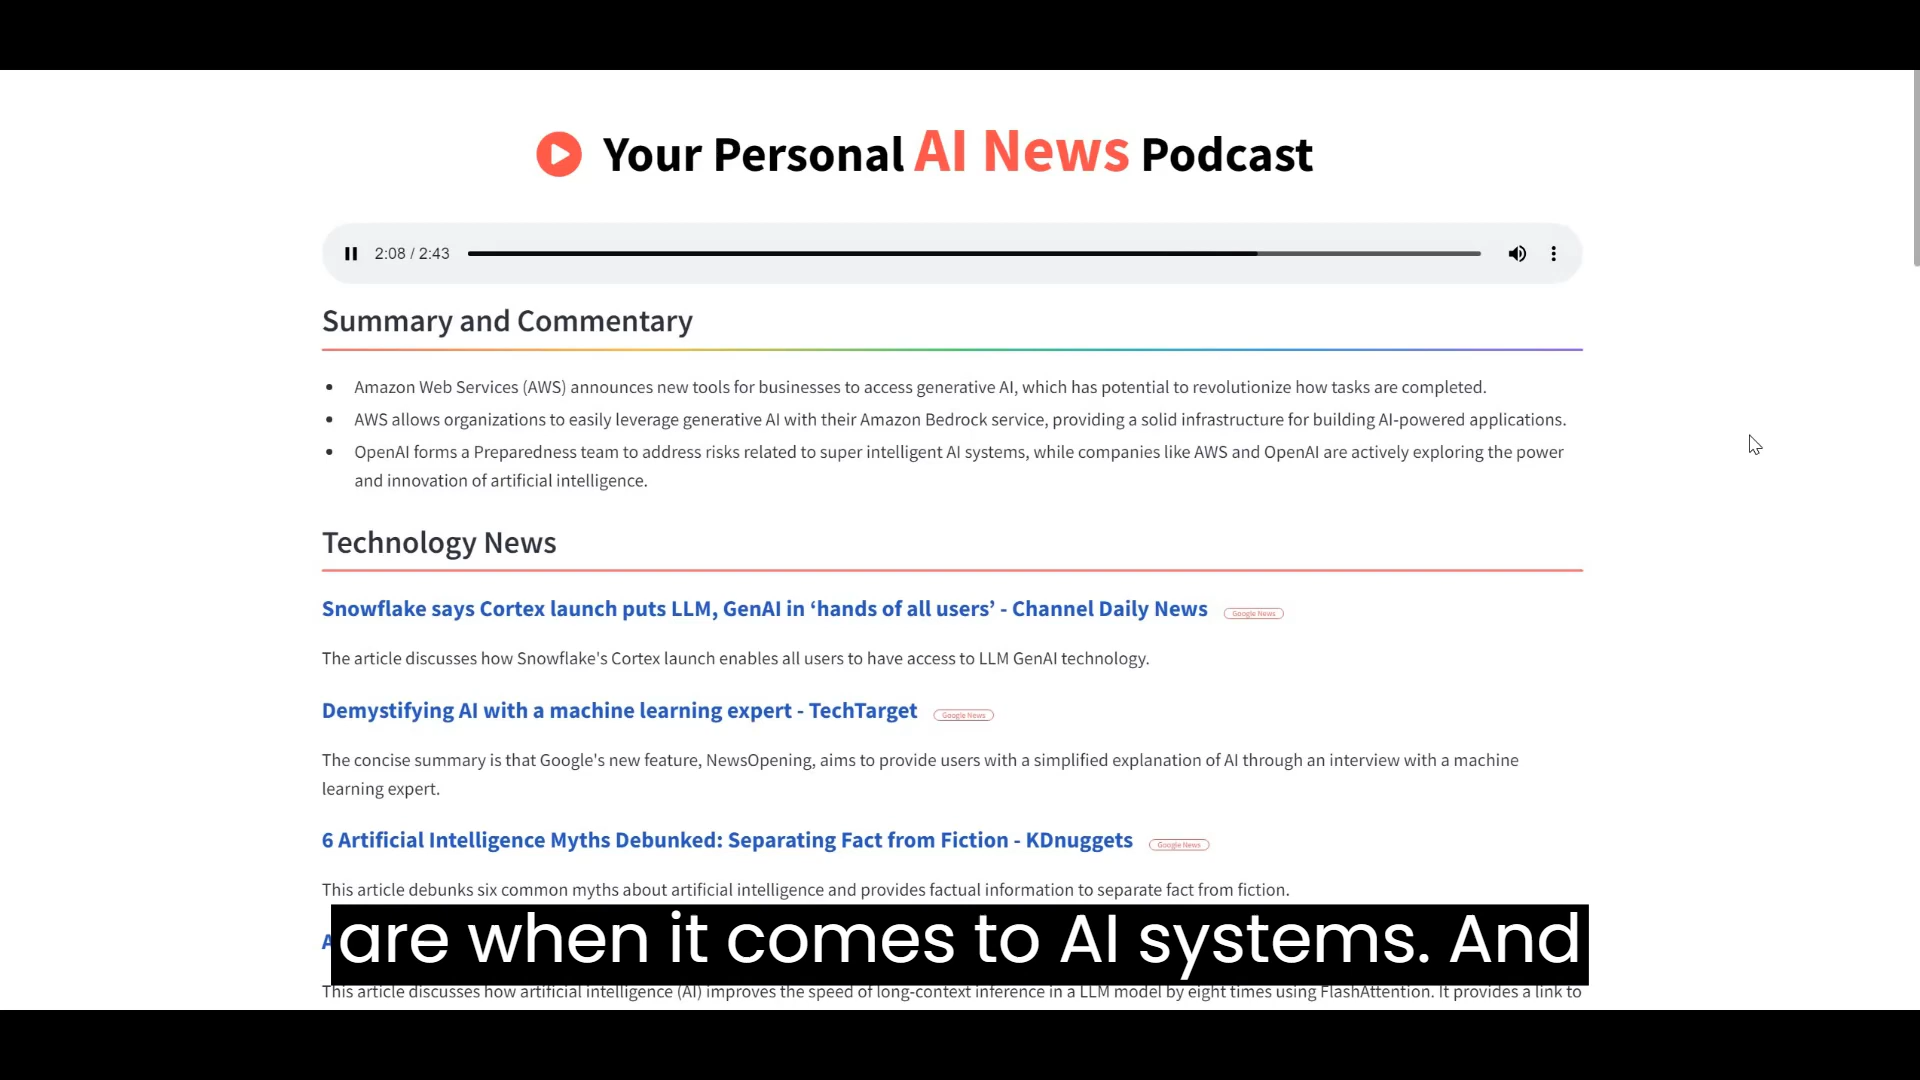 Your Personal AI News Podcast
2:08 / 2:43
Summary and Commentary
• Amazon Web Services (AWS) announces new tools for businesses to access generative AI, which has potential to revolutionize how tasks are completed.
• AWS allows organizations to easily leverage generative AI with their Amazon Bedrock service, providing a solid infrastructure for building AI-powered applications.
• OpenAI forms a Preparedness team to address risks related to super intelligent AI systems, while companies like AWS and OpenAI are actively exploring the power
and innovation of artificial intelligence.
Technology News
Snowflake says Cortex launch puts LLM, GenAI in ‘hands of all users’ - Channel Daily News Google News
The article discusses how Snowflake's Cortex launch enables all users to have access to LLM GenAI technology.
Demystifying AI with a machine learning expert - TechTarget Google News
The concise summary is that Google's new feature, NewsOpening, aims to provide users with a simplified explanation of AI through an interview with a machine
learning expert.
6 Artificial Intelligence Myths Debunked: Separating Fact from Fiction - KDnuggets Google News
This article debunks six common myths about artificial intelligence and provides factual information to separate fact from fiction.
are when it comes to AI systems. And
This article discusses how artificial intelligence (AI) improves the speed of long-context inference in a LLM model by eight times using FlashAttention. It provides a link to